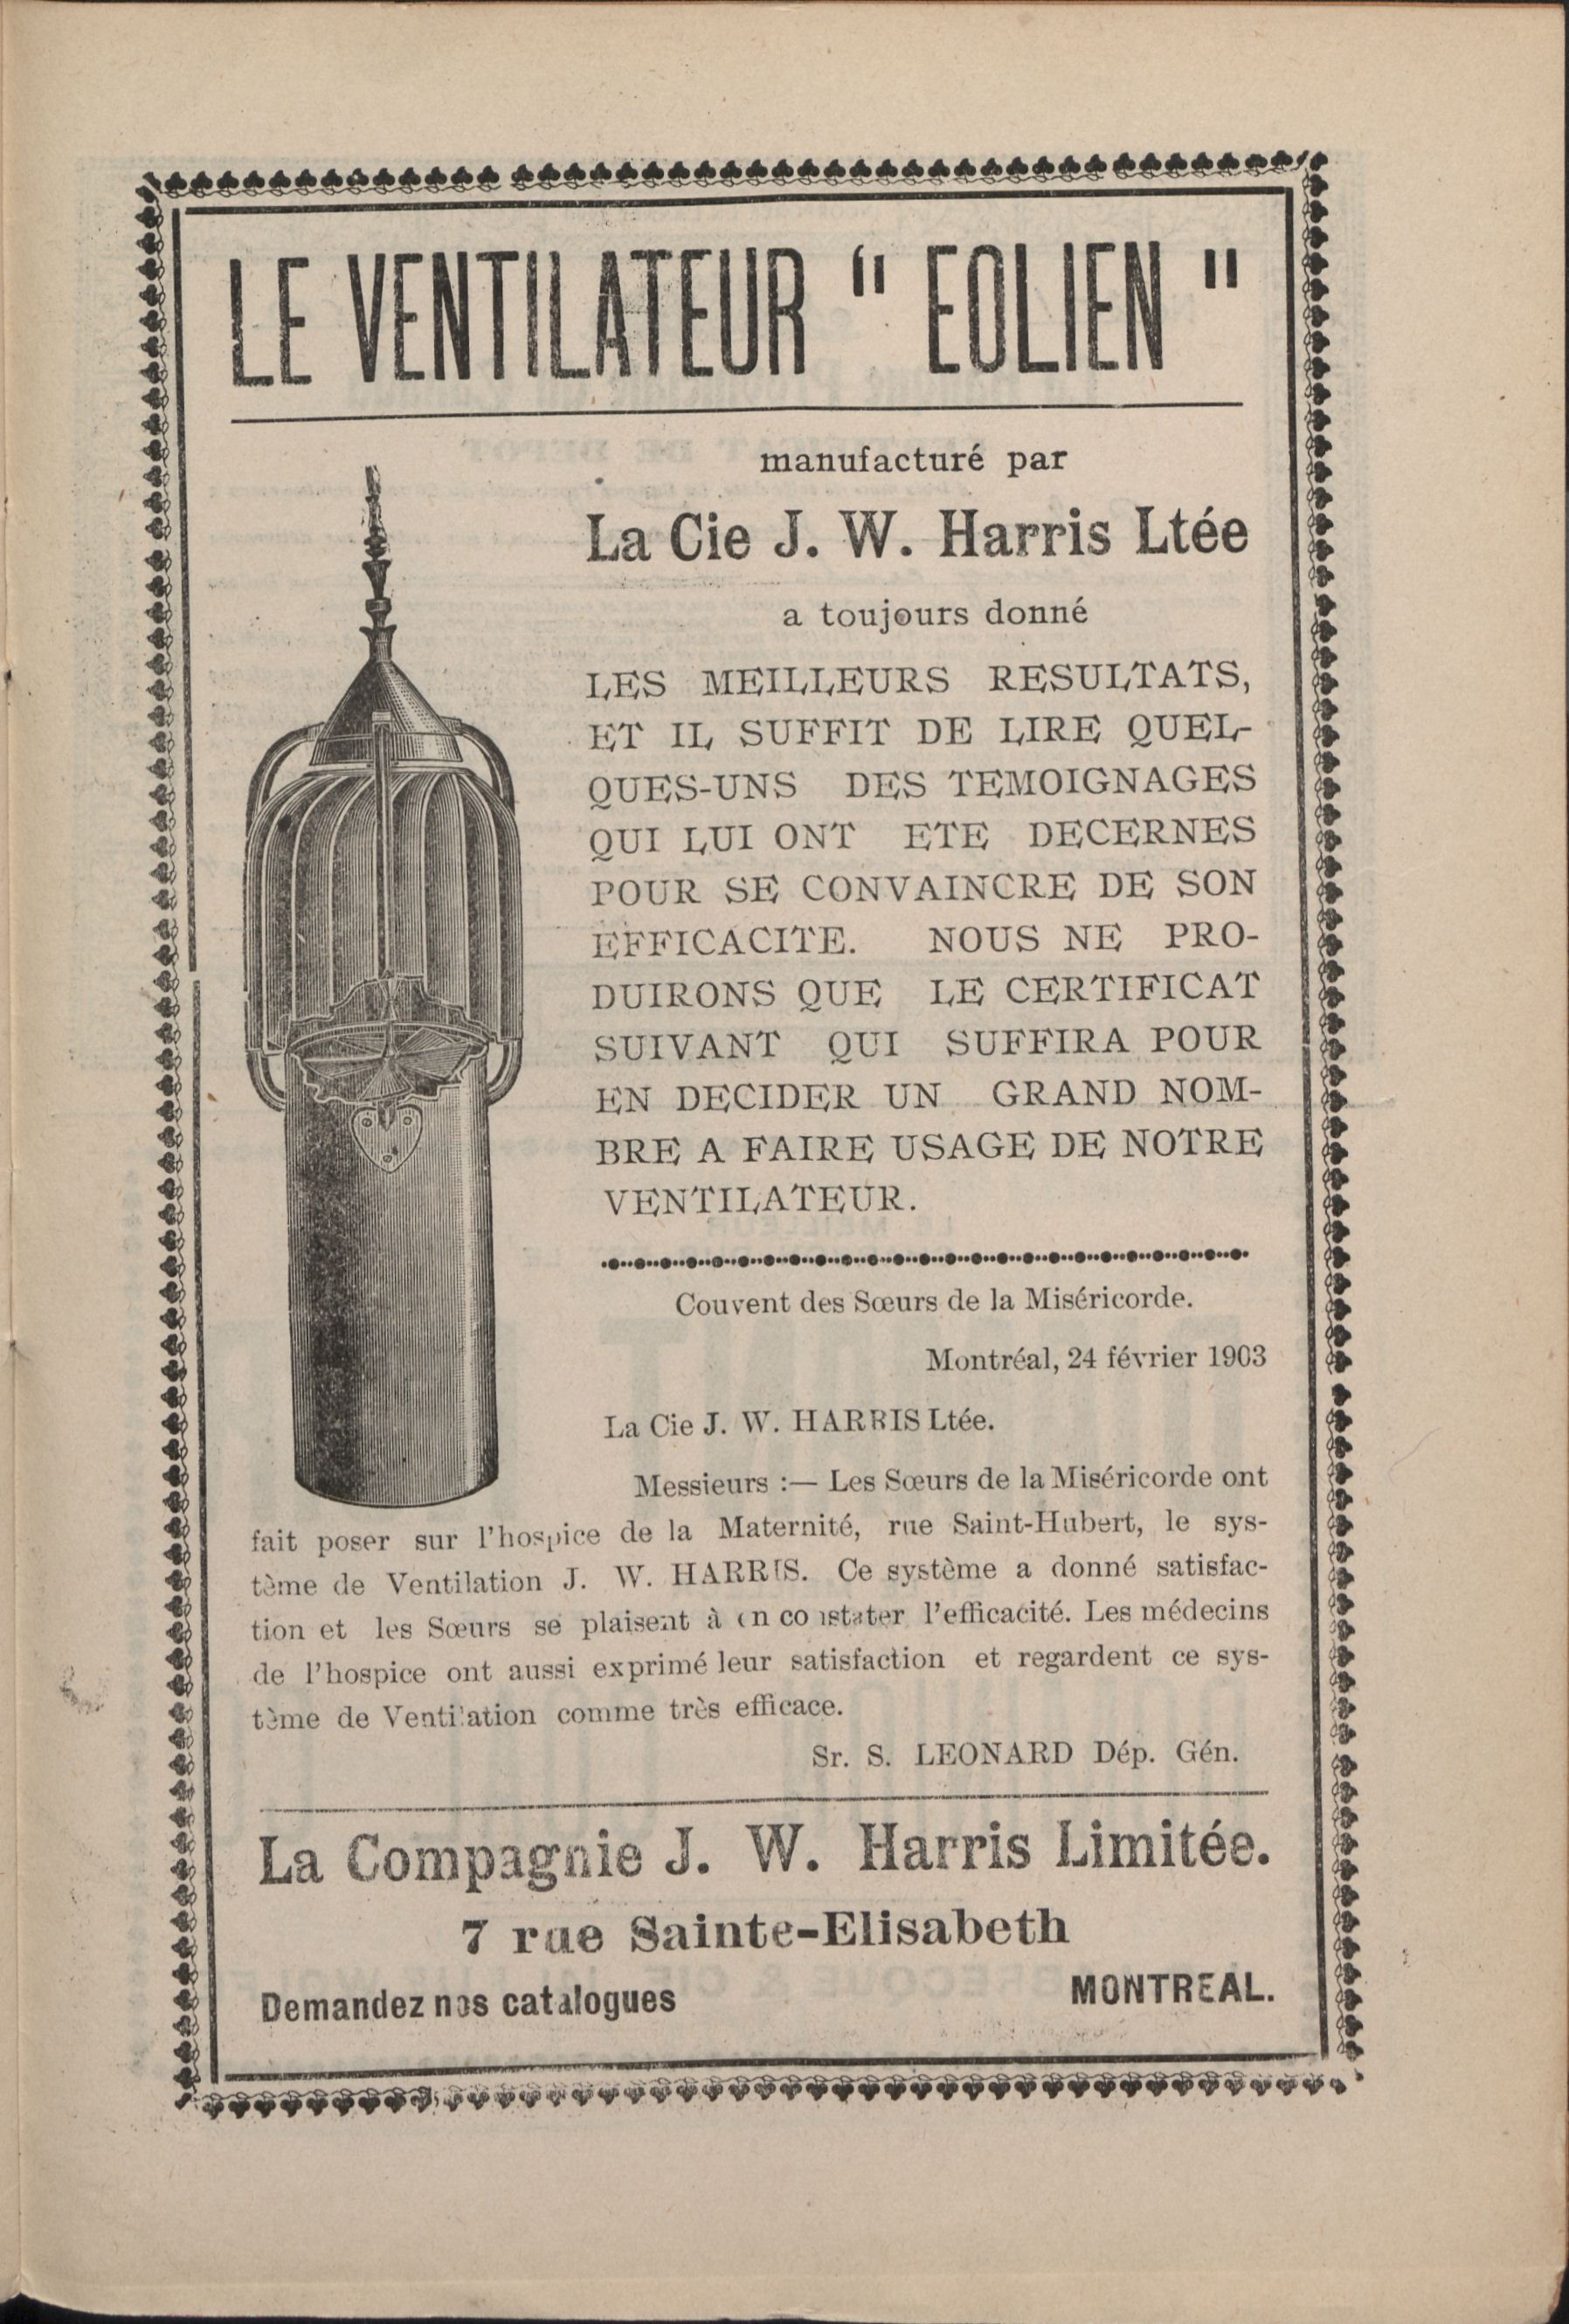 LE VENTILATEUR " EOLIEN "
manufacturé par
La Cie J. W. Harris Ltée
a toujours donné
LES MEILLEURS RESULTATS,
ET IL SUFFIT DE LIRE QUEL-
QUES-UNS DES TEMOIGNAGES
QUI LUI ONT ETE DECERNES
POUR SE CONVAINCRE DE SON
EFFICACITE. NOUS NE PRO-
DUIRONS QUE LE CERTIFICAT
SUIVANT QUI SUFFIRA POUR
EN DECIDER UN GRAND NOM-
BRE A FAIRE USAGE DE NOTRE
VENTILATEUR.
Couvent des Sœurs de la Miséricorde.
Montréal, 24 février 1903
La Cie J. W. HARRIS Ltée.
Messieurs :— Les Sœurs de la Miséricorde ont
fait poser sur l'hospice de la Maternité, rue Saint-Hubert, le sys-
tème de Ventilation J. W. HARRIS. Ce système a donné satisfac-
tion et les Sœurs se plaisent à en constater l'efficacité. Les médecins
de l'hospice ont aussi exprimé leur satisfaction et regardent ce sys-
tème de Ventilation comme très efficace.
Sr. S. LEONARD Dép. Gén.
La Compagnie J. W. Harris Limitée.
7 rue Sainte-Elisabeth
Demandez nos catalogues MONTREAL.